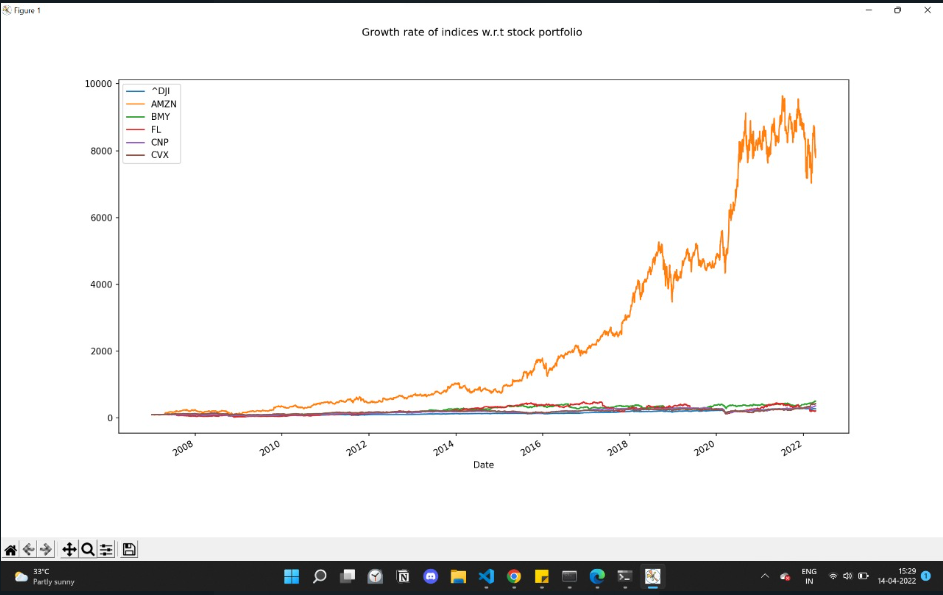 Figure 1
Growth rate of indices w.r.t stock portfolio
10000
8000
6000
4000
2000
0
^DJI
AMZN
BMY
FL
CNP
CVX
2008
2010
2012
2014
2016
2018
2020
2022
Date
33°C
Partly sunny
ENG
IN
15:29
14-04-2022
1